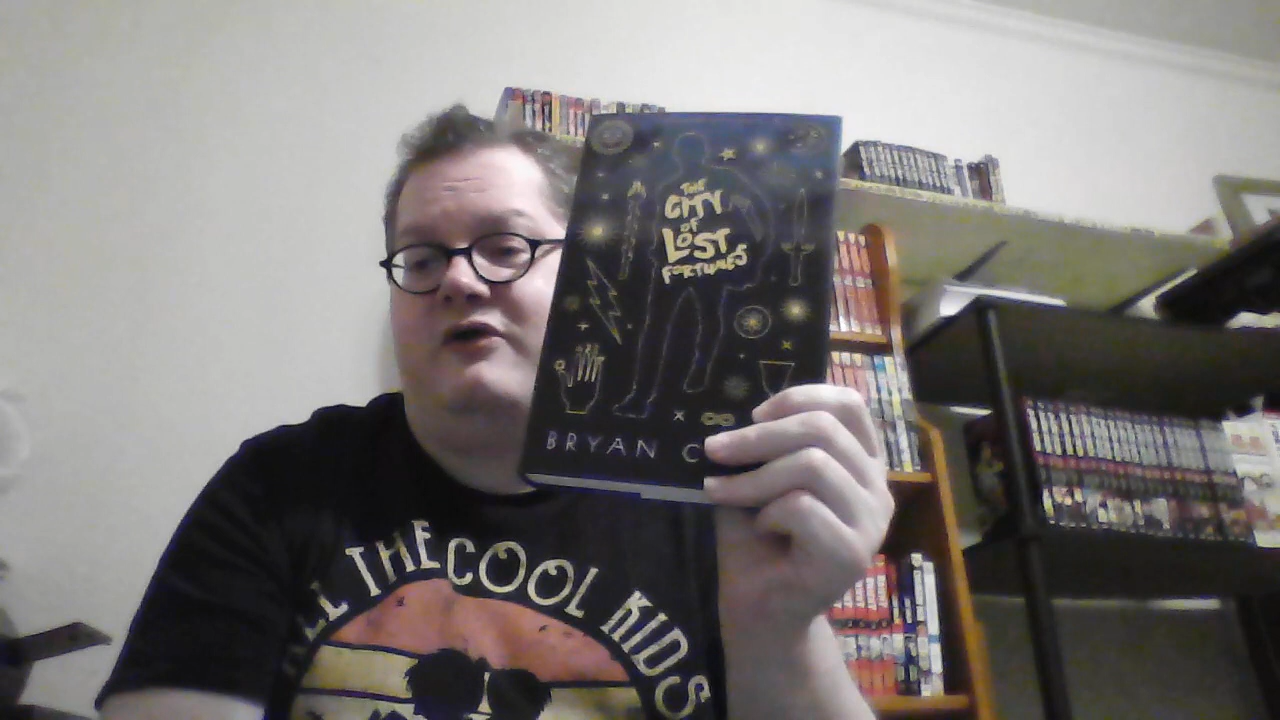 THE
CITY
OF
LOST
FORTUNES
BRYAN C
ALL THE COOL KIDS